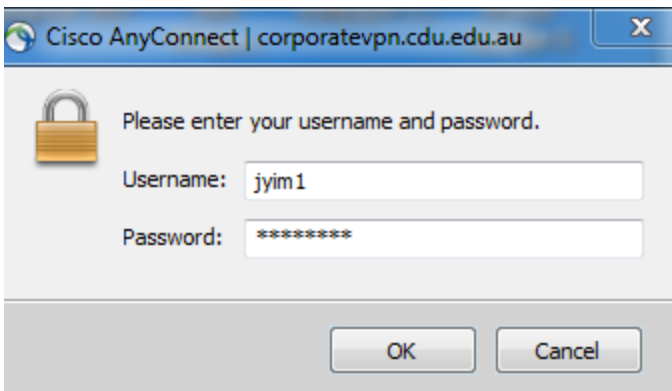 Cisco AnyConnect | corporatevpn.cdu.edu.au
Please enter your username and password.
Username: jyim1
Password: ********
OK Cancel